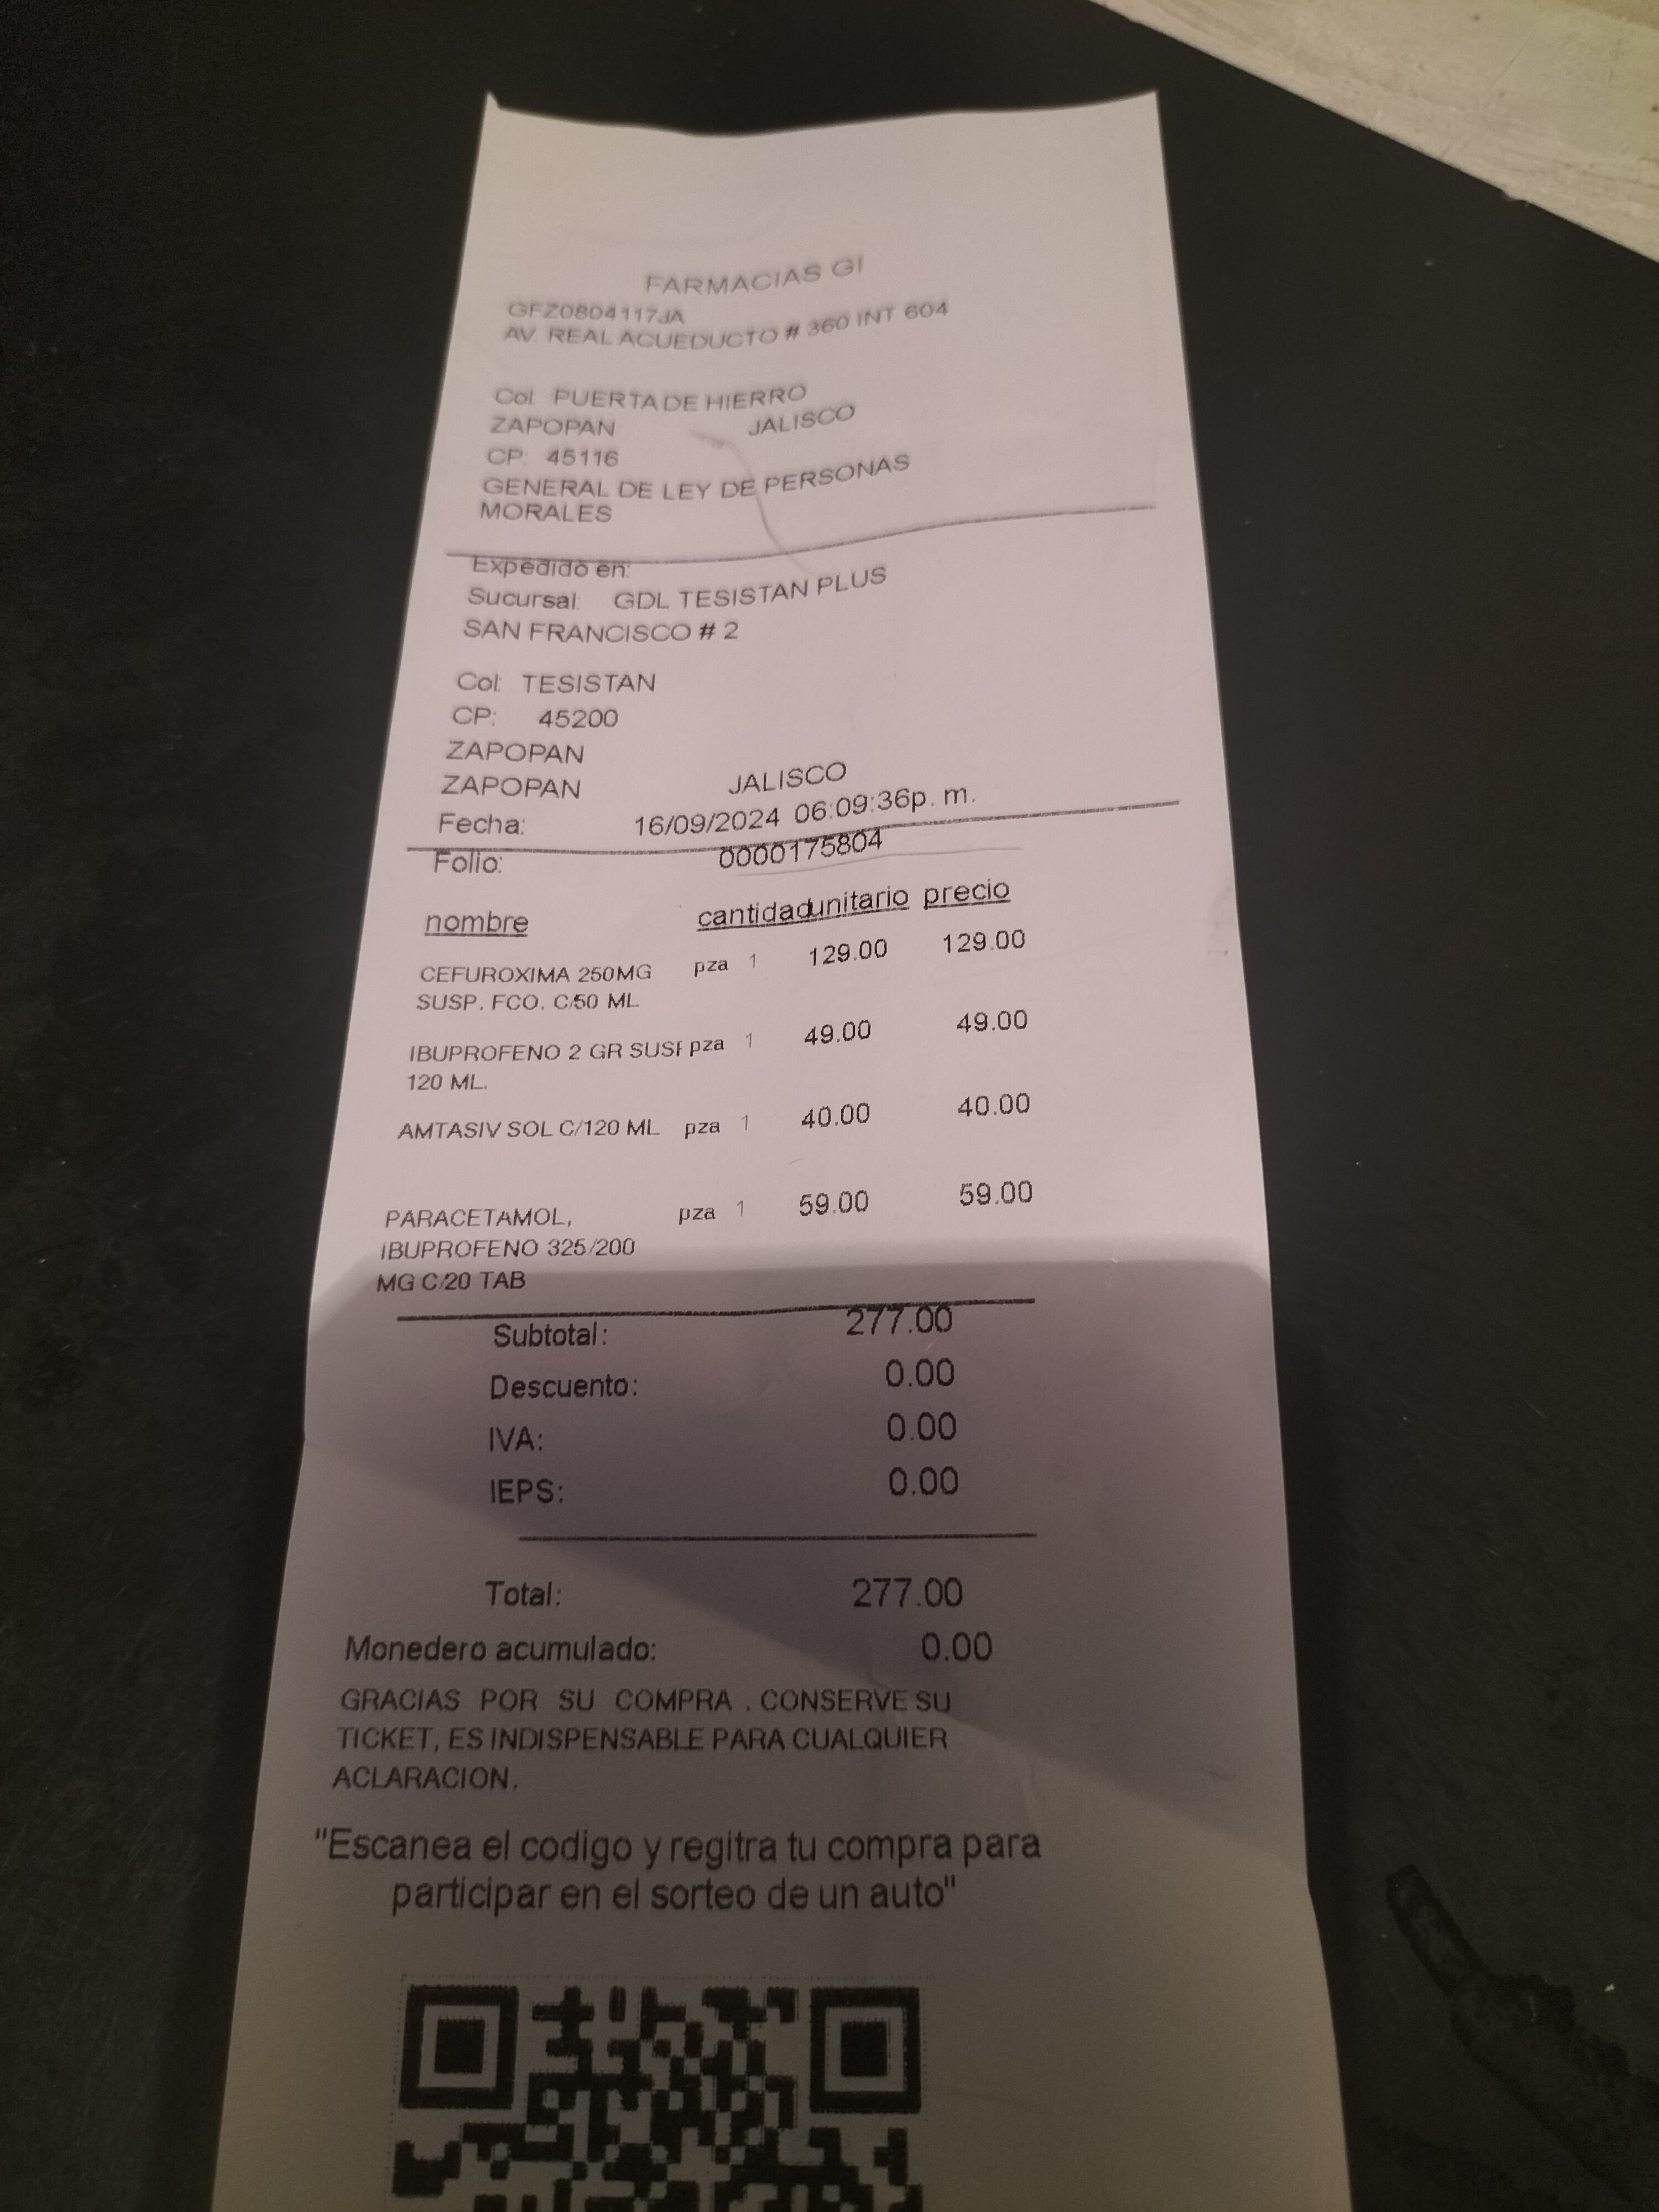 FARMACIAS GI
GFZ0804117JA
AV. REAL ACUEDUCTO # 360 INT 604
Col: PUERTA DE HIERRO
ZAPOPAN JALISCO
CP: 45116
GENERAL DE LEY DE PERSONAS
MORALES
Expedido en:
Sucursal: GDL TESISTAN PLUS
SAN FRANCISCO # 2
Col: TESISTAN
CP: 45200
ZAPOPAN
ZAPOPAN JALISCO
Fecha: 16/09/2024 06:09:36p. m.
Folio: 0000175804
nombre cantidad unitario precio
CEFUROXIMA 250MG pza 1 129.00 129.00
SUSP. FCO. C/50 ML
IBUPROFENO 2 GR SUSP pza 1 49.00 49.00
120 ML.
AMTASIV SOL C/120 ML pza 1 40.00 40.00
PARACETAMOL, pza 1 59.00 59.00
IBUPROFENO 325/200
MG C/20 TAB
Subtotal: 277.00
Descuento: 0.00
IVA: 0.00
IEPS: 0.00
Total: 277.00
Monedero acumulado: 0.00
GRACIAS POR SU COMPRA . CONSERVE SU
TICKET, ES INDISPENSABLE PARA CUALQUIER
ACLARACION.
"Escanea el codigo y regitra tu compra para
participar en el sorteo de un auto"